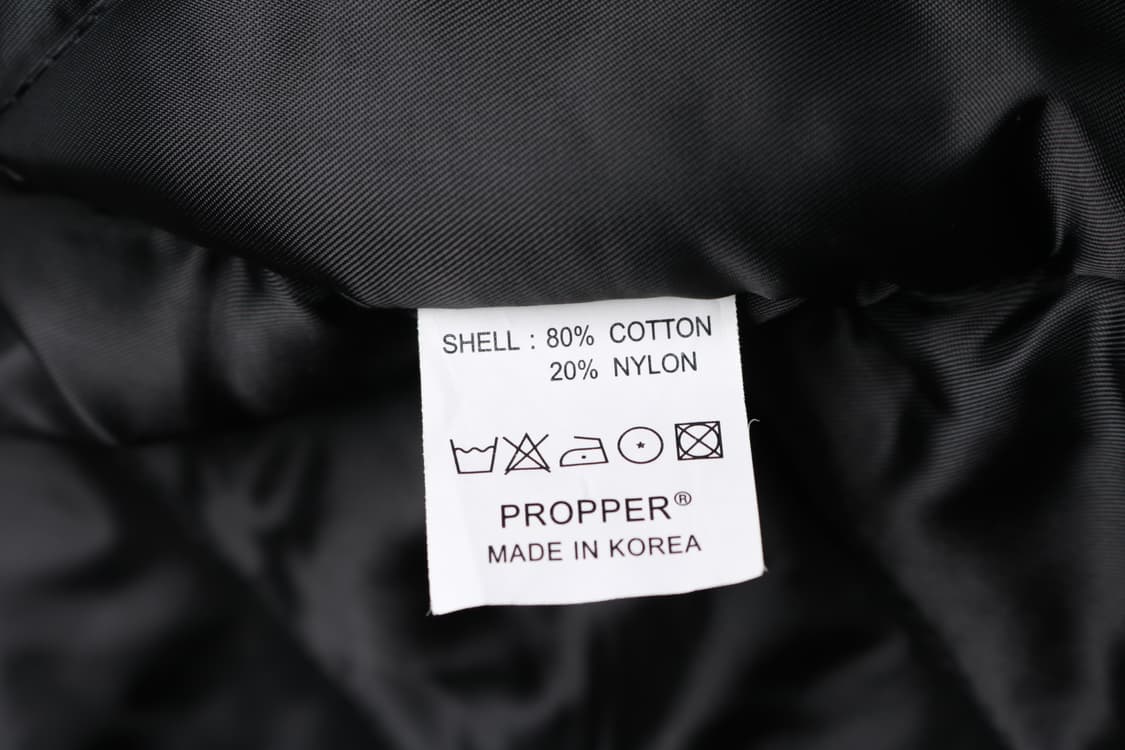 SHELL : 80% COTTON
20% NYLON
PROPPER®
MADE IN KOREA